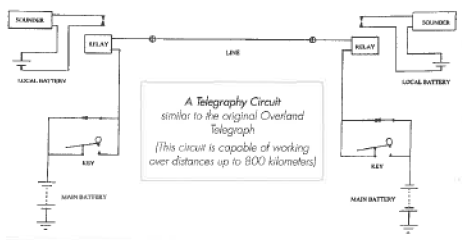 SOUNDER
SOUNDER
RELAY
RELAY
LINE
LOCAL BATTERY
LOCAL BATTERY
A Telegraphy Circuit
similar to the original Overland
Telegraph
(This circuit is capable of working
over distances up to 800 kilometers)
KEY
KEY
MAIN BATTERY
MAIN BATTERY